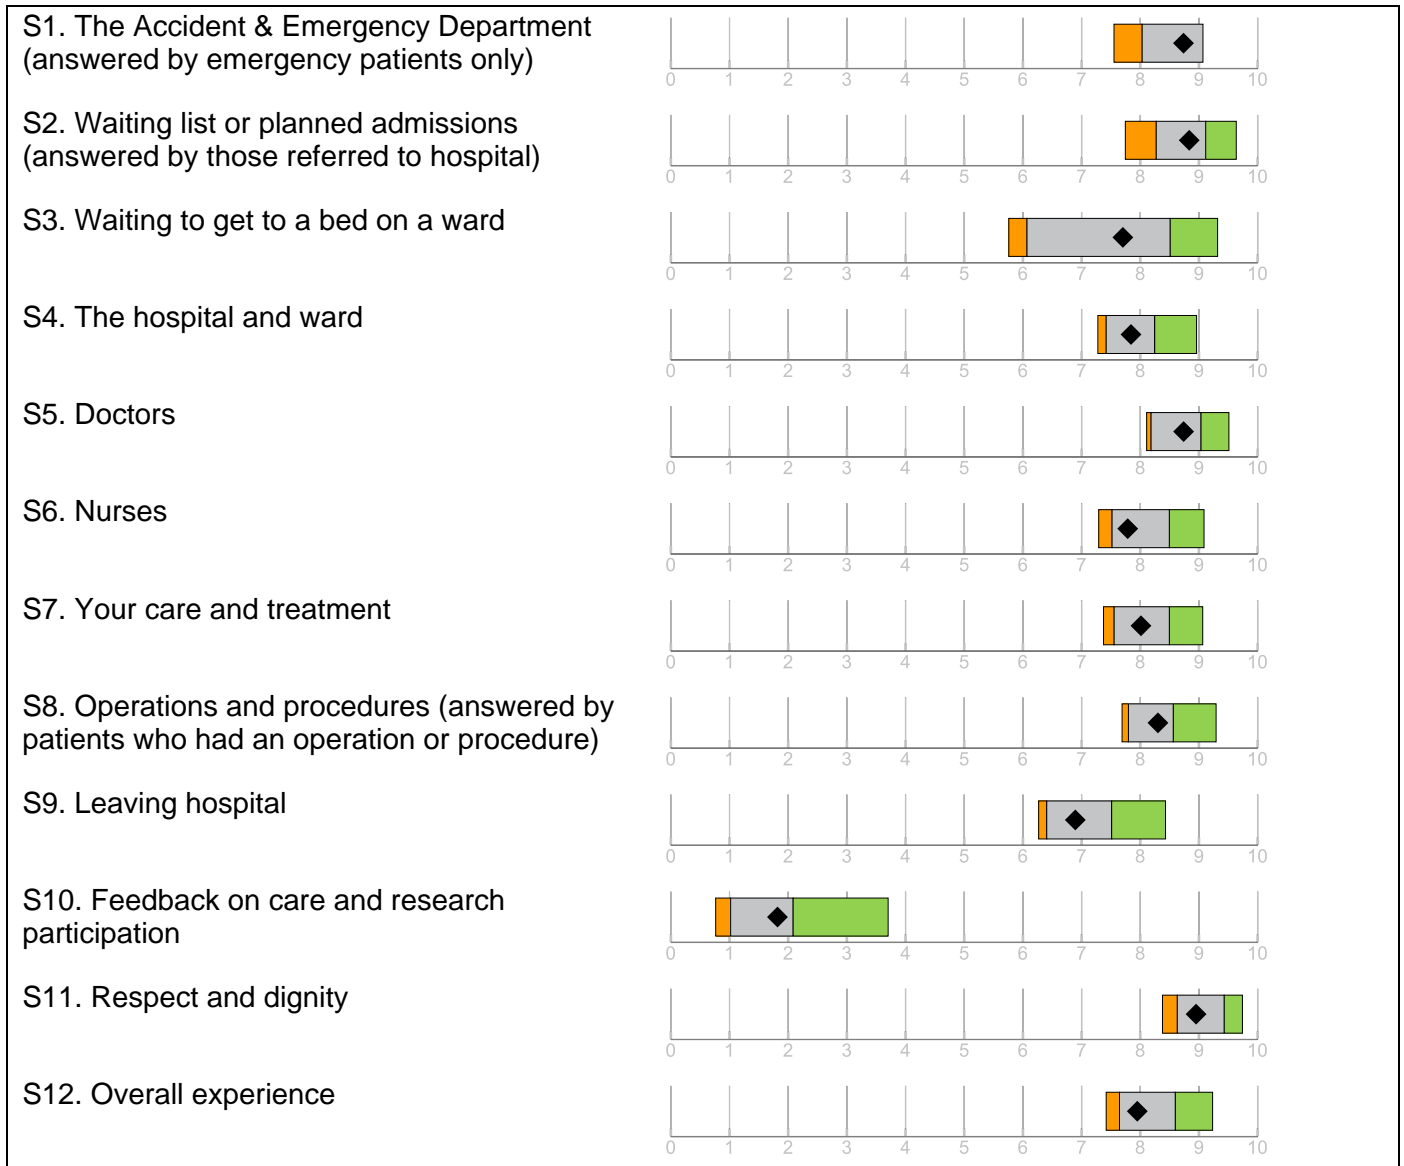 S1. The Accident & Emergency Department
(answered by emergency patients only)
0 1 2 3 4 5 6 7 8 9 10
S2. Waiting list or planned admissions
(answered by those referred to hospital)
0 1 2 3 4 5 6 7 8 9 10
S3. Waiting to get to a bed on a ward
0 1 2 3 4 5 6 7 8 9 10
S4. The hospital and ward
0 1 2 3 4 5 6 7 8 9 10
S5. Doctors
0 1 2 3 4 5 6 7 8 9 10
S6. Nurses
0 1 2 3 4 5 6 7 8 9 10
S7. Your care and treatment
0 1 2 3 4 5 6 7 8 9 10
S8. Operations and procedures (answered by
patients who had an operation or procedure)
0 1 2 3 4 5 6 7 8 9 10
S9. Leaving hospital
0 1 2 3 4 5 6 7 8 9 10
S10. Feedback on care and research
participation
0 1 2 3 4 5 6 7 8 9 10
S11. Respect and dignity
0 1 2 3 4 5 6 7 8 9 10
S12. Overall experience
0 1 2 3 4 5 6 7 8 9 10